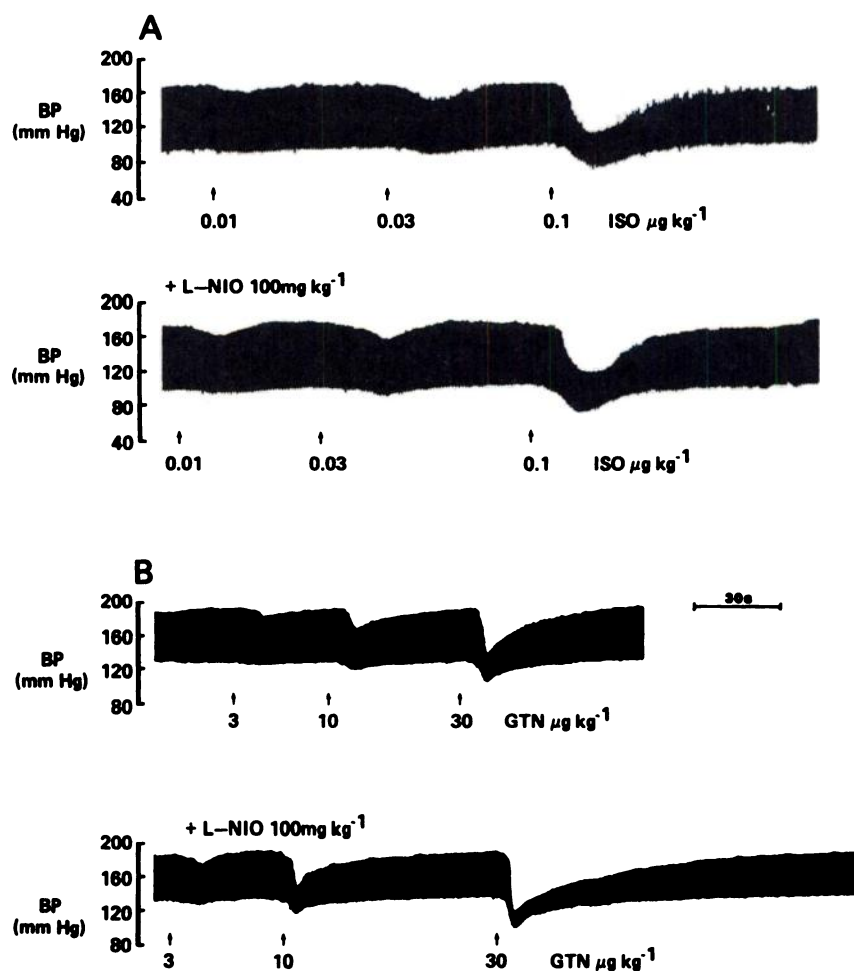 A
200
160
BP
120
(mm Hg)
80
40
0.01 0.03 0.1 ISO µg kg-1
+ L–NIO 100mg kg-1
200
160
BP
120
(mm Hg)
80
40
0.01 0.03 0.1 ISO µg kg-1
B
200 30s
160
BP
120
(mm Hg)
80
3 10 30 GTN µg kg-1
+ L–NIO 100mg kg-1
200
160
BP
120
(mm Hg)
80
3 10 30 GTN µg kg-1